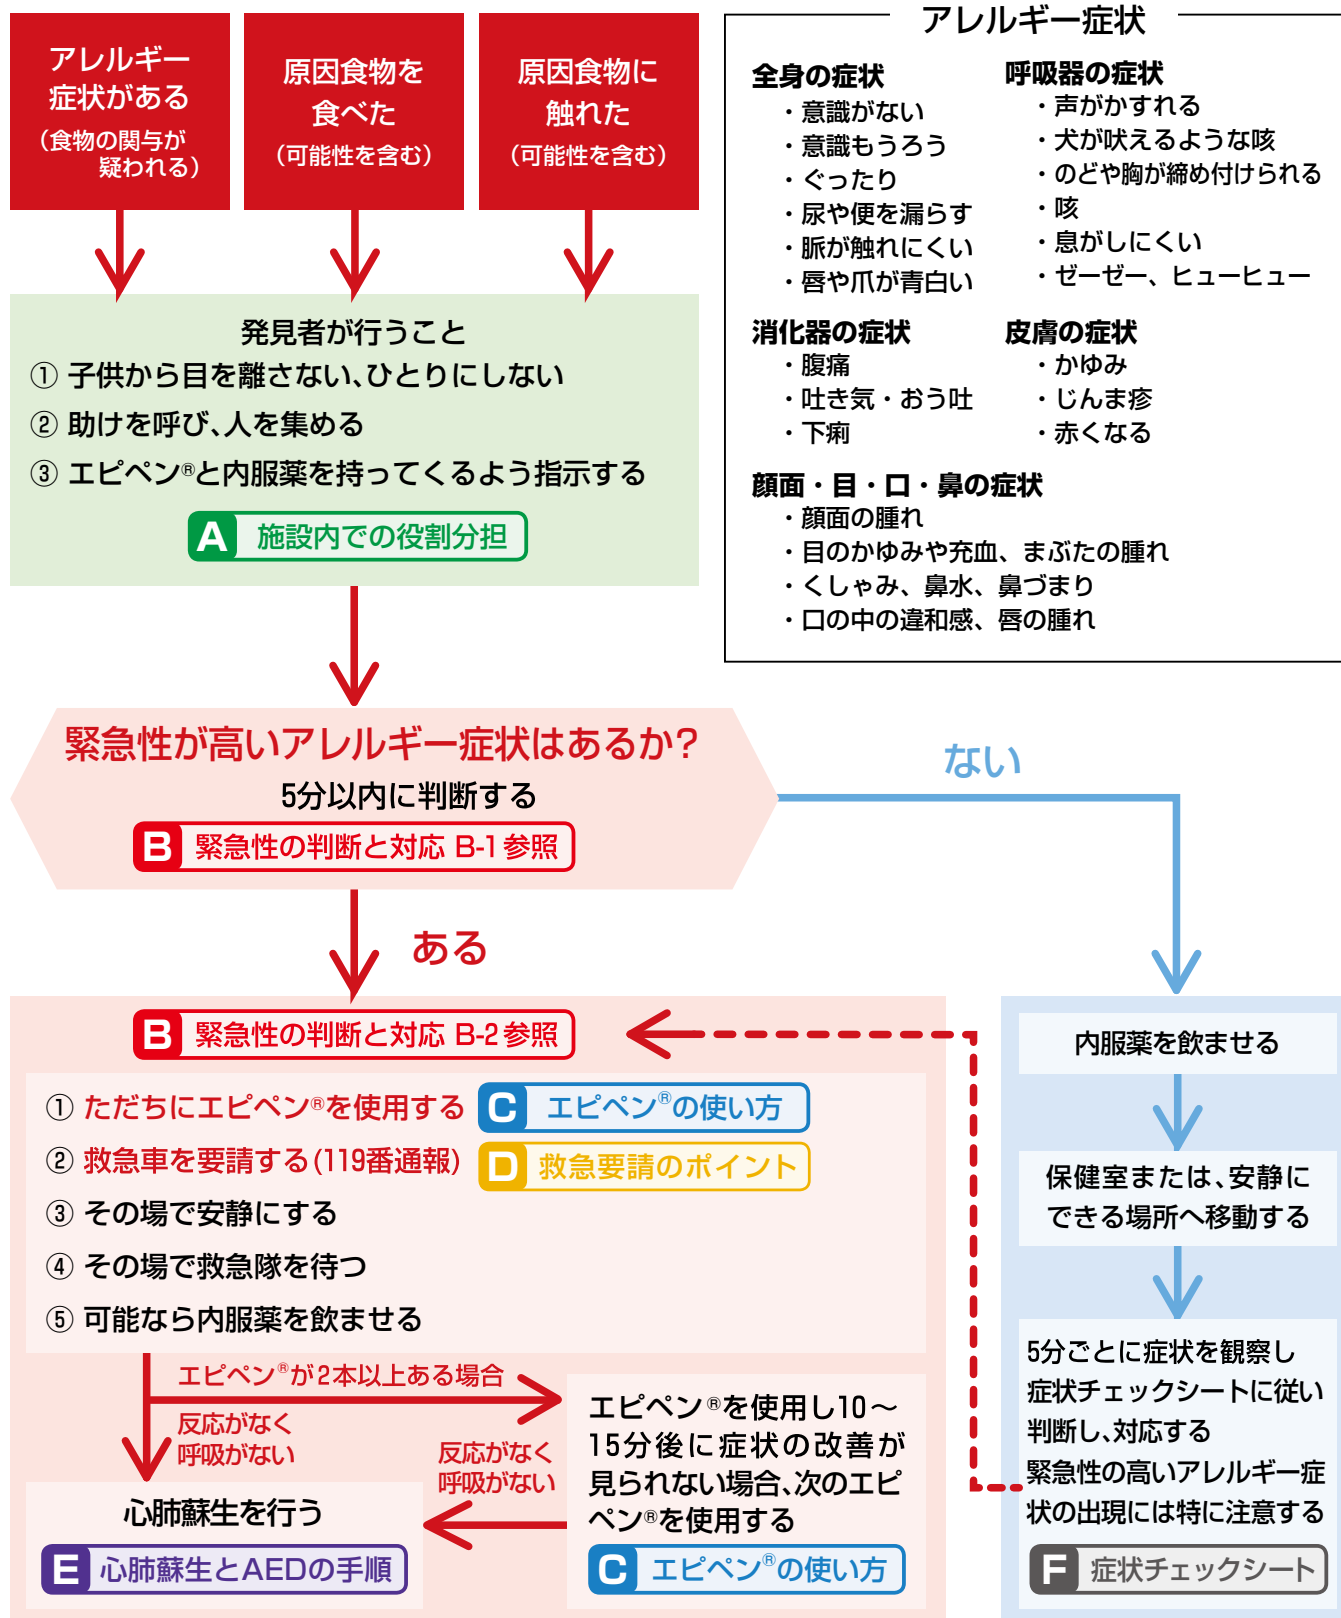 アレルギー
症状がある
（食物の関与が
疑われる）
原因食物を
食べた
（可能性を含む）
原因食物に
触れた
（可能性を含む）
アレルギー症状
全身の症状
・意識がない
・意識もうろう
・ぐったり
・尿や便を漏らす
・脈が触れにくい
・唇や爪が青白い
呼吸器の症状
・声がかすれる
・犬が吠えるような咳
・のどや胸が締め付けられる
・咳
・息がしにくい
・ゼーゼー、ヒューヒュー
消化器の症状
・腹痛
・吐き気・おう吐
・下痢
皮膚の症状
・かゆみ
・じんま疹
・赤くなる
顔面・目・口・鼻の症状
・顔面の腫れ
・目のかゆみや充血、まぶたの腫れ
・くしゃみ、鼻水、鼻づまり
・口の中の違和感、唇の腫れ
発見者が行うこと
① 子供から目を離さない、ひとりにしない
② 助けを呼び、人を集める
③ エピペン®と内服薬を持ってくるよう指示する
A 施設内での役割分担
緊急性が高いアレルギー症状はあるか？
5分以内に判断する
B 緊急性の判断と対応 B-1参照
ない
ある
B 緊急性の判断と対応 B-2参照
① ただちにエピペン®を使用する
C エピペン®の使い方
② 救急車を要請する(119番通報)
D 救急要請のポイント
③ その場で安静にする
④ その場で救急隊を待つ
⑤ 可能なら内服薬を飲ませる
エピペン®が2本以上ある場合
反応がなく
呼吸がない
エピペン®を使用し10〜
15分後に症状の改善が
見られない場合、次のエピ
ペン®を使用する
C エピペン®の使い方
反応がなく
呼吸がない
心肺蘇生を行う
E 心肺蘇生とAEDの手順
内服薬を飲ませる
保健室または、安静に
できる場所へ移動する
5分ごとに症状を観察し
症状チェックシートに従い
判断し、対応する
緊急性の高いアレルギー症
状の出現には特に注意する
F 症状チェックシート